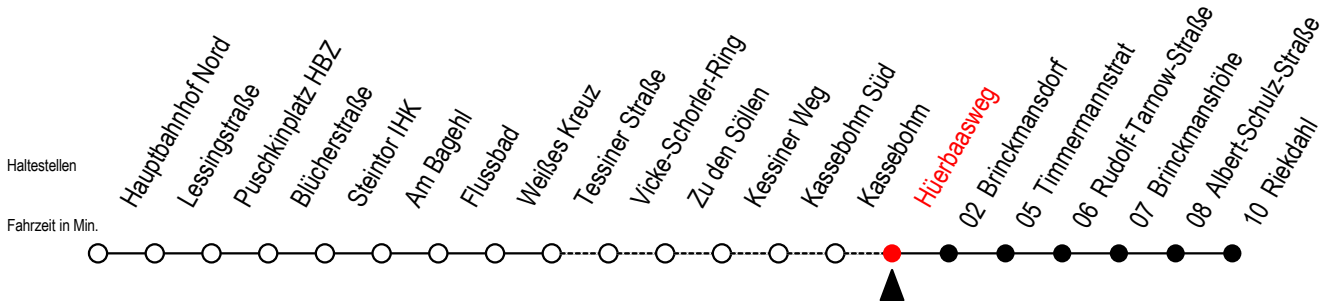 Haltestellen
Fahrzeit in Min.
Hauptbahnhof Nord
Lessingstraße
Puschkinplatz HBZ
Blücherstraße
Steintor IHK
Am Bagehl
Flussbad
Weißes Kreuz
Tessiner Straße
Vicke-Schorler-Ring
Zu den Söllen
Kessiner Weg
Kassebohm Süd
Kassebohm
Hüerbaasweg
02 Brinckmansdorf
05 Timmermannstrat
06 Rudolf-Tarnow-Straße
07 Brinckmanshöhe
08 Albert-Schulz-Straße
10 Riekdahl